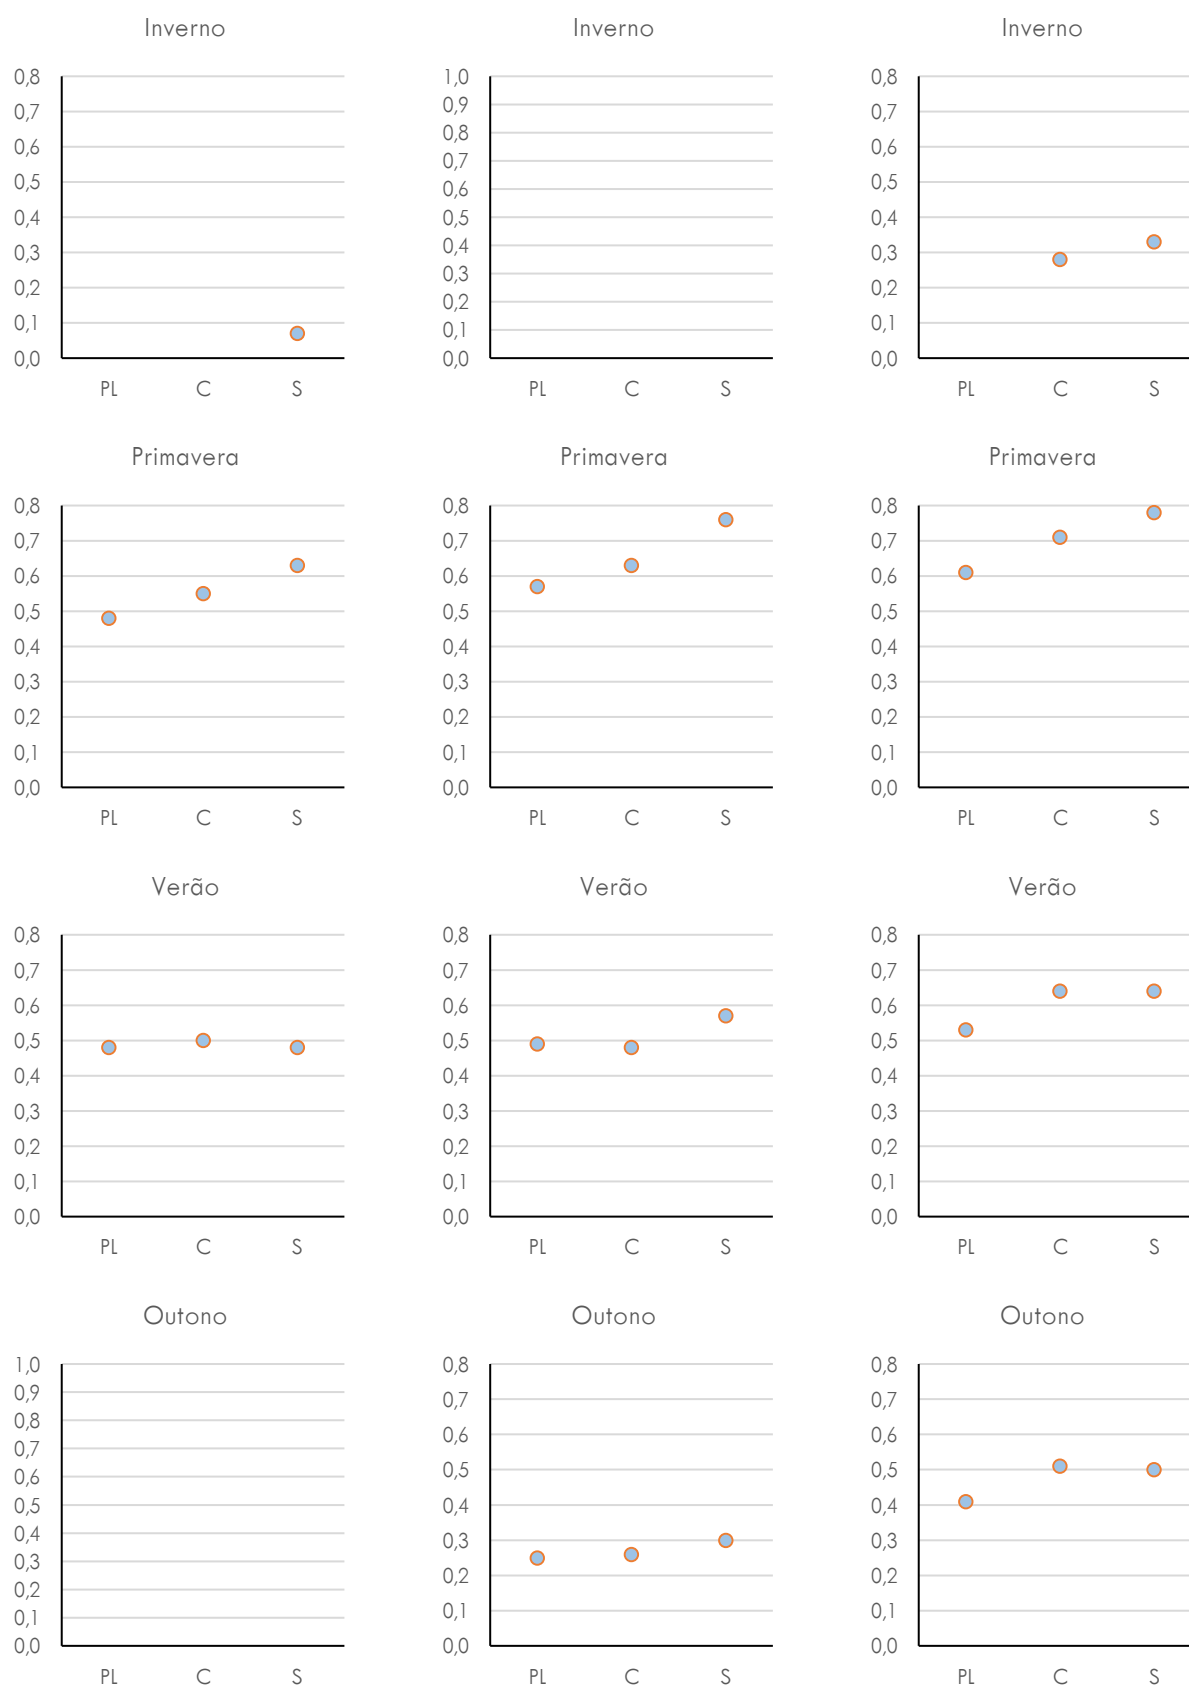 Inverno Inverno Inverno
0,8 1,0 0,8
0,7 0,9 0,7
0,6 0,8 0,6
0,5 0,7 0,5
0,4 0,6 0,4
0,3 0,5 0,3
0,2 0,4 0,2
0,1 0,3 0,1
0,0 0,2 0,0
0,1
0,0
PL C S PL C S PL C S
Primavera Primavera Primavera
0,8 0,8 0,8
0,7 0,7 0,7
0,6 0,6 0,6
0,5 0,5 0,5
0,4 0,4 0,4
0,3 0,3 0,3
0,2 0,2 0,2
0,1 0,1 0,1
0,0 0,0 0,0
PL C S PL C S PL C S
Verão Verão Verão
0,8 0,8 0,8
0,7 0,7 0,7
0,6 0,6 0,6
0,5 0,5 0,5
0,4 0,4 0,4
0,3 0,3 0,3
0,2 0,2 0,2
0,1 0,1 0,1
0,0 0,0 0,0
PL C S PL C S PL C S
Outono Outono Outono
1,0 0,8 0,8
0,9 0,7 0,7
0,8 0,6 0,6
0,7 0,5 0,5
0,6 0,4 0,4
0,5 0,3 0,3
0,4 0,2 0,2
0,3 0,1 0,1
0,2 0,0 0,0
0,1
0,0
PL C S PL C S PL C S